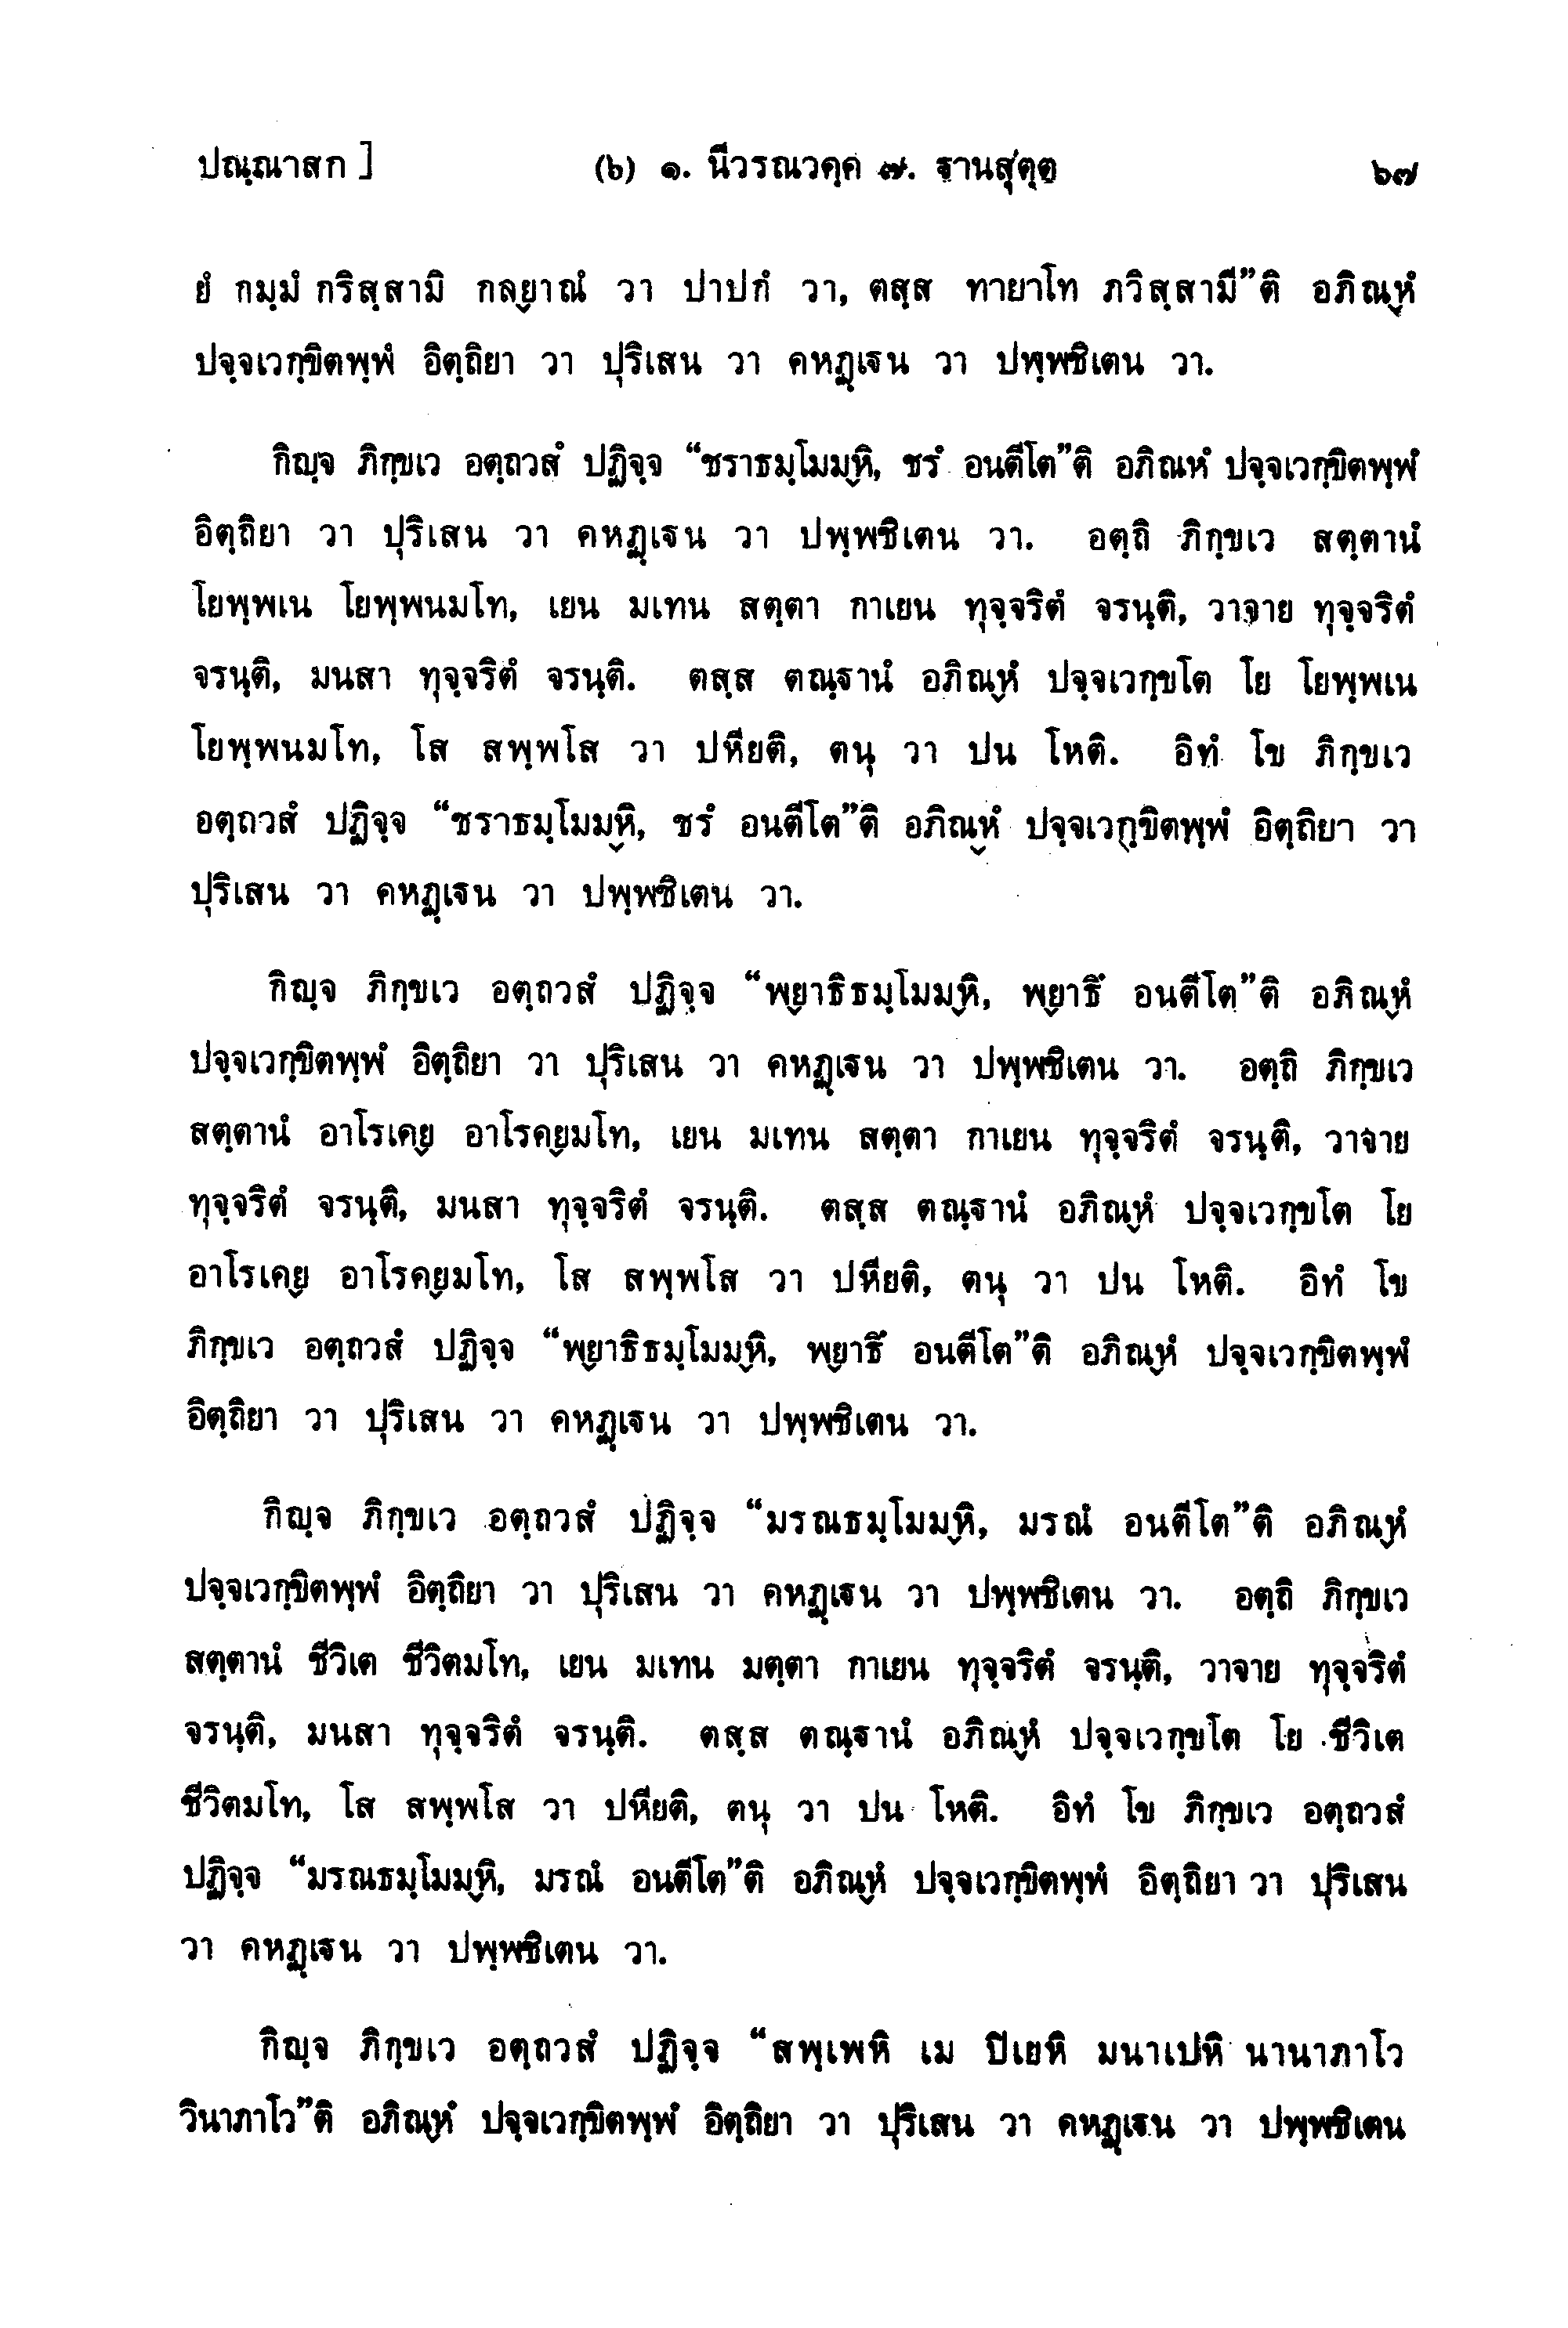 ปณฺณาสก ] (๖) ๑. นีวรณวคฺค ๗. ฐานสุตฺต ๖๗
ยํ กมฺมํ กริสฺสามิ กลฺยาณํ วา ปาปกํ วา, ตสฺส ทายาโท ภวิสฺสามี”ติ อภิณฺหํ
ปจฺจเวกฺขิตพฺพํ อิตฺถิยา วา ปุริเสน วา คหฏฺเฐน วา ปพฺพชิเตน วา.
กิญฺจ ภิกฺขเว อตฺถวสํ ปฏิจฺจ “ชราธมฺโมมฺหิ, ชรํ อนตีโต”ติ อภิณหํ ปจฺจเวกฺขิตพฺพํ
อิตฺถิยา วา ปุริเสน วา คหฏฺเฐน วา ปพฺพชิเตน วา. อตฺถิ ภิกฺขเว สตฺตานํ
โยพฺพเน โยพฺพนมโท, เยน มเทน สตฺตา กาเยน ทุจฺจริตํ จรนฺติ, วาจาย ทุจฺจริตํ
จรนฺติ, มนสา ทุจฺจริตํ จรนฺติ. ตสฺส ตณฺฐานํ อภิณฺหํ ปจฺจเวกฺขโต โย โยพฺพเน
โยพฺพนมโท, โส สพฺพโส วา ปหียติ, ตนุ วา ปน โหติ. อิทํ โข ภิกฺขเว
อตฺถวสํ ปฏิจฺจ “ชราธมฺโมมฺหิ, ชรํ อนตีโต”ติ อภิณฺหํ ปจฺจเวกฺขิตพฺพํ อิตฺถิยา วา
ปุริเสน วา คหฏฺเฐน วา ปพฺพชิเตน วา.
กิญฺจ ภิกฺขเว อตฺถวสํ ปฏิจฺจ “พฺยาธิธมฺโมมฺหิ, พฺยาธึ อนตีโต”ติ อภิณฺหํ
ปจฺจเวกฺขิตพฺพํ อิตฺถิยา วา ปุริเสน วา คหฏฺเฐน วา ปพฺพชิเตน วา. อตฺถิ ภิกฺขเว
สตฺตานํ อาโรเคฺย อาโรคฺยมโท, เยน มเทน สตฺตา กาเยน ทุจฺจริตํ จรนฺติ, วาจาย
ทุจฺจริตํ จรนฺติ, มนสา ทุจฺจริตํ จรนฺติ. ตสฺส ตณฺฐานํ อภิณฺหํ ปจฺจเวกฺขโต โย
อาโรเคฺย อาโรคฺยมโท, โส สพฺพโส วา ปหียติ, ตนุ วา ปน โหติ. อิทํ โข
ภิกฺขเว อตฺถวสํ ปฏิจฺจ “พฺยาธิธมฺโมมฺหิ, พฺยาธึ อนตีโต”ติ อภิณฺหํ ปจฺจเวกฺขิตพฺพํ
อิตฺถิยา วา ปุริเสน วา คหฏฺเฐน วา ปพฺพชิเตน วา.
กิญฺจ ภิกฺขเว อตฺถวสํ ปฏิจฺจ “มรณธมฺโมมฺหิ, มรณํ อนตีโต”ติ อภิณฺหํ
ปจฺจเวกฺขิตพฺพํ อิตฺถิยา วา ปุริเสน วา คหฏฺเฐน วา ปพฺพชิเตน วา. อตฺถิ ภิกฺขเว
สตฺตานํ ชีวิเต ชีวิตมโท, เยน มเทน มตฺตา กาเยน ทุจฺจริตํ จรนฺติ, วาจาย ทุจฺจริตํ
จรนฺติ, มนสา ทุจฺจริตํ จรนฺติ. ตสฺส ตณฺฐานํ อภิณฺหํ ปจฺจเวกฺขโต โย ชีวิเต
ชีวิตมโท, โส สพฺพโส วา ปหียติ, ตนุ วา ปน โหติ. อิทํ โข ภิกฺขเว อตฺถวสํ
ปฏิจฺจ “มรณธมฺโมมฺหิ, มรณํ อนตีโต”ติ อภิณฺหํ ปจฺจเวกฺขิตพฺพํ อิตฺถิยา วา ปุริเสน
วา คหฏฺเฐน วา ปพฺพชิเตน วา.
กิญฺจ ภิกฺขเว อตฺถวสํ ปฏิจฺจ “สพฺเพหิ เม ปิเยหิ มนาเปหิ นานาภาโว
วินาภาโว”ติ อภิณฺหํ ปจฺจเวกฺขิตพฺพํ อิตฺถิยา วา ปุริเสน วา คหฏฺเฐน วา ปพฺพชิเตน